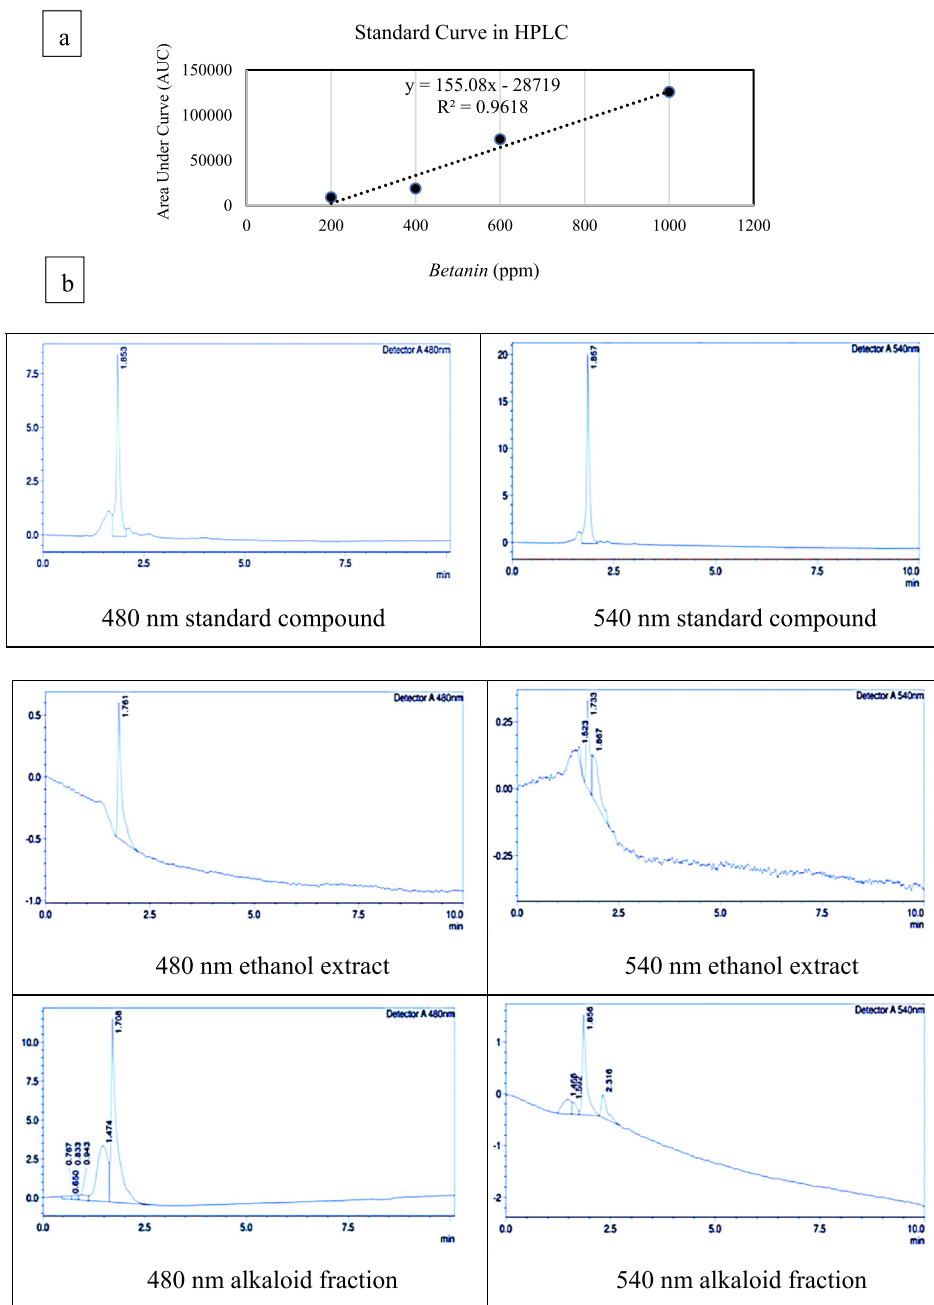 a
Standard Curve in HPLC
Area Under Curve (AUC)
150000
100000
50000
0
y = 155.08x - 28719
R² = 0.9618
0 200 400 600 800 1000 1200
Betanin (ppm)
b
Detector A 480nm
1.853
7.5
5.0
2.5
0.0
0.0 2.5 5.0 7.5
min
480 nm standard compound
Detector A 540nm
1.857
20
15
10
5
0
0.0 2.5 5.0 7.5 10.0
min
540 nm standard compound
Detector A 480nm
1.761
0.5
0.0
-0.5
-1.0
0.0 2.5 5.0 7.5 10.0
min
480 nm ethanol extract
Detector A 540nm
1.523
1.733
1.867
0.25
0.00
-0.25
0.0 2.5 5.0 7.5 10.0
min
540 nm ethanol extract
Detector A 480nm
0.650
0.767
0.833
0.943
1.474
1.708
10.0
7.5
5.0
2.5
0.0
0.0 2.5 5.0 7.5
min
480 nm alkaloid fraction
Detector A 540nm
1.856
2.316
1
0
-1
-2
0.0 2.5 5.0 7.5 10.0
min
540 nm alkaloid fraction